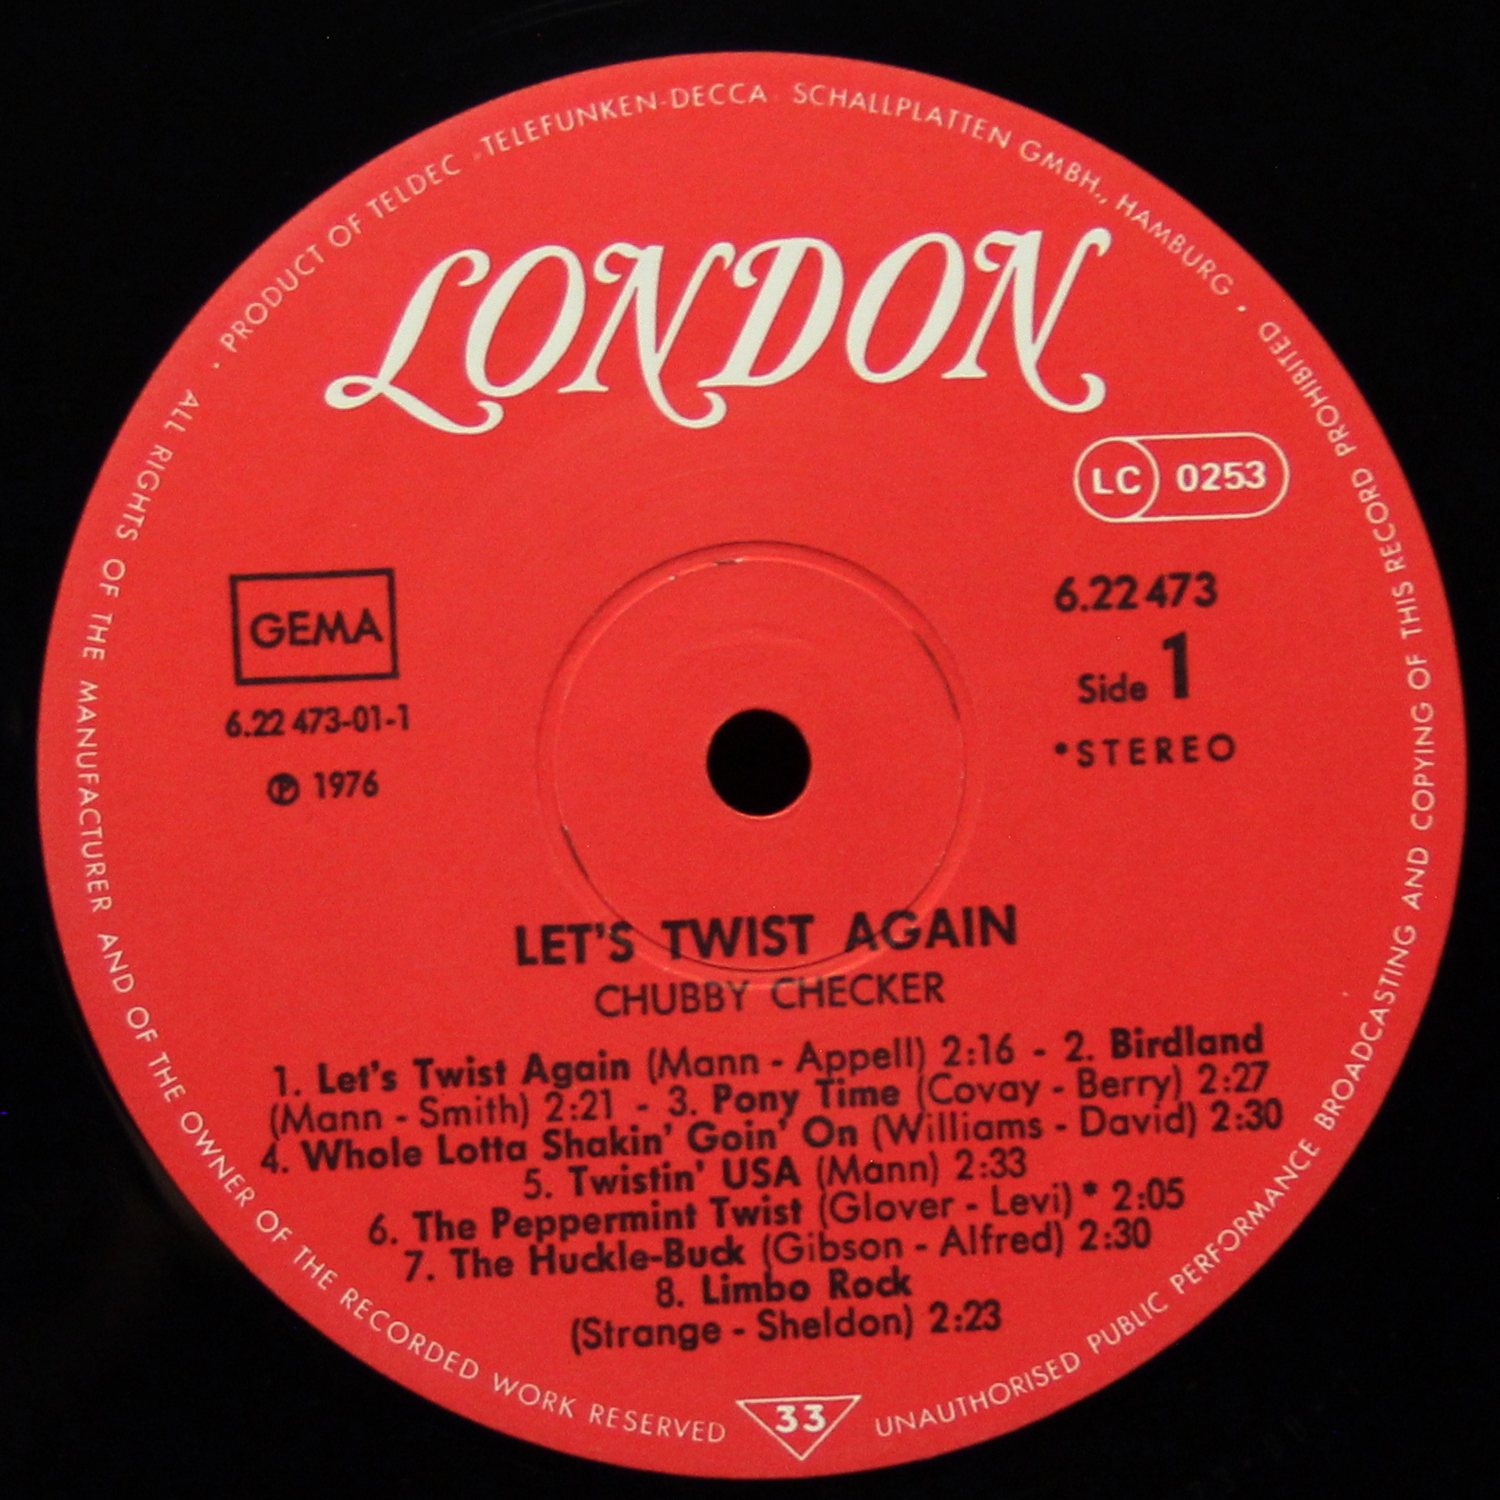 · PRODUCT OF TELDEC »TELEFUNKEN-DECCA· SCHALLPLATTEN GMBH., HAMBURG ·
LONDON
LC 0253
GEMA
6.22 473
Side 1
6.22 473-01-1
*STEREO
℗ 1976
LET'S TWIST AGAIN
CHUBBY CHECKER
1. Let's Twist Again (Mann - Appell) 2:16 - 2. Birdland
(Mann - Smith) 2:21 - 3. Pony Time (Covay - Berry) 2:27
4. Whole Lotta Shakin' Goin' On (Williams - David) 2:30
5. Twistin' USA (Mann) 2:33
6. The Peppermint Twist (Glover - Levi) * 2:05
7. The Huckle-Buck (Gibson - Alfred) 2:30
8. Limbo Rock
(Strange - Sheldon) 2:23
ALL RIGHTS OF THE MANUFACTURER AND OF THE OWNER OF THE RECORDED WORK RESERVED
33
UNAUTHORISED PUBLIC PERFORMANCE BROADCASTING AND COPYING OF THIS RECORD PROHIBITED